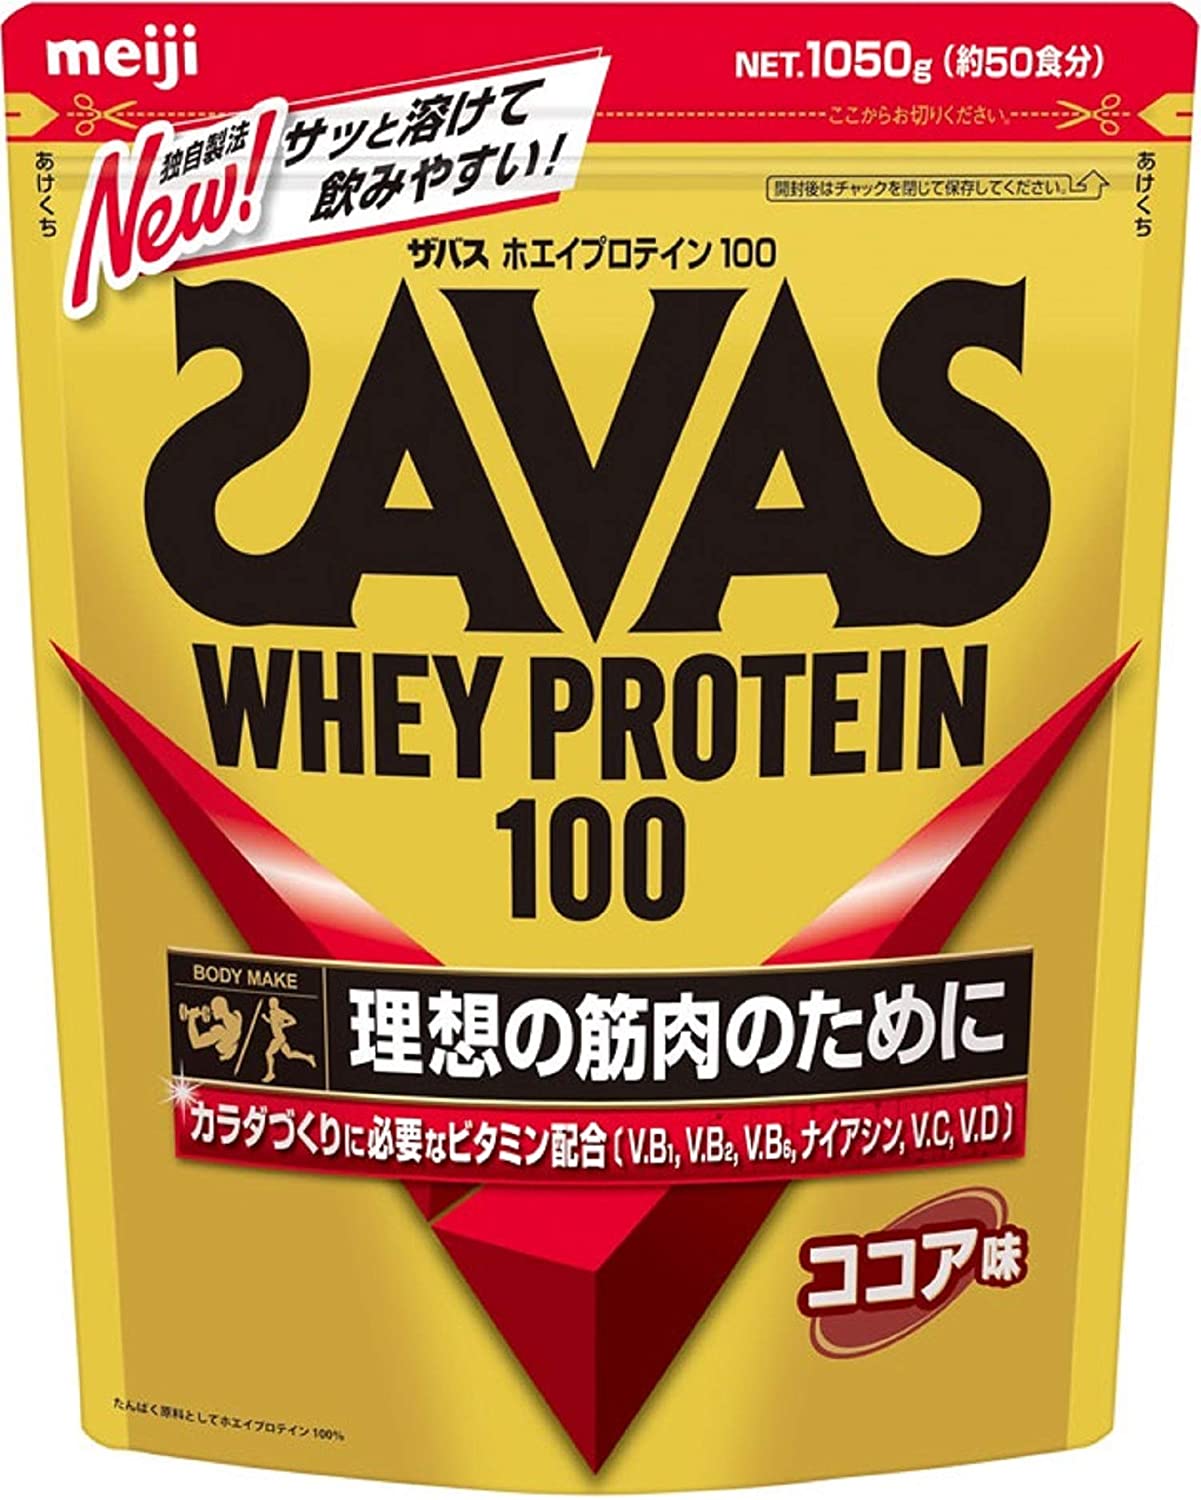 meiji
NET.1050g(約50食分)
ここからお切りください。
あけくち
あけくち
独自製法
New!
サッと溶けて
飲みやすい!
開封後はチャックを閉じて保存してください。
ザバス ホエイプロテイン100
SAVAS
WHEY PROTEIN
100
BODY MAKE
理想の筋肉のために
カラダづくりに必要なビタミン配合(V.B1, V.B2, V.B6, ナイアシン, V.C, V.D)
ココア味
たんぱく原料としてホエイプロテイン100%